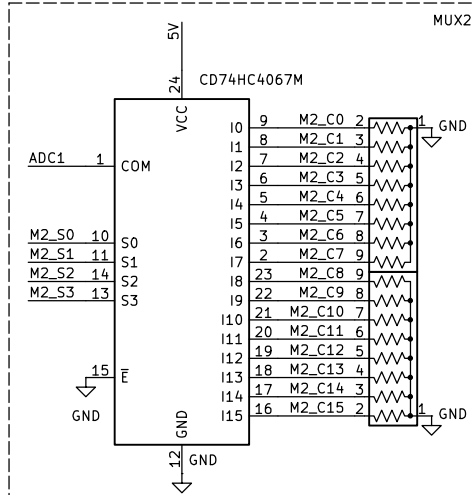 MUX2
5V
24
CD74HC4067M
VCC
I0 9 M2_C0 2 1 GND
I1 8 M2_C1 3
ADC1 1 COM I2 7 M2_C2 4
I3 6 M2_C3 5
I4 5 M2_C4 6
I5 4 M2_C5 7
M2_S0 10 S0 I6 3 M2_C6 8
M2_S1 11 S1 I7 2 M2_C7 9
M2_S2 14 S2 I8 23 M2_C8 9
M2_S3 13 S3 I9 22 M2_C9 8
I10 21 M2_C10 7
I11 20 M2_C11 6
I12 19 M2_C12 5
15 E̅ I13 18 M2_C13 4
I14 17 M2_C14 3
GND GND I15 16 M2_C15 2 1 GND
12 GND